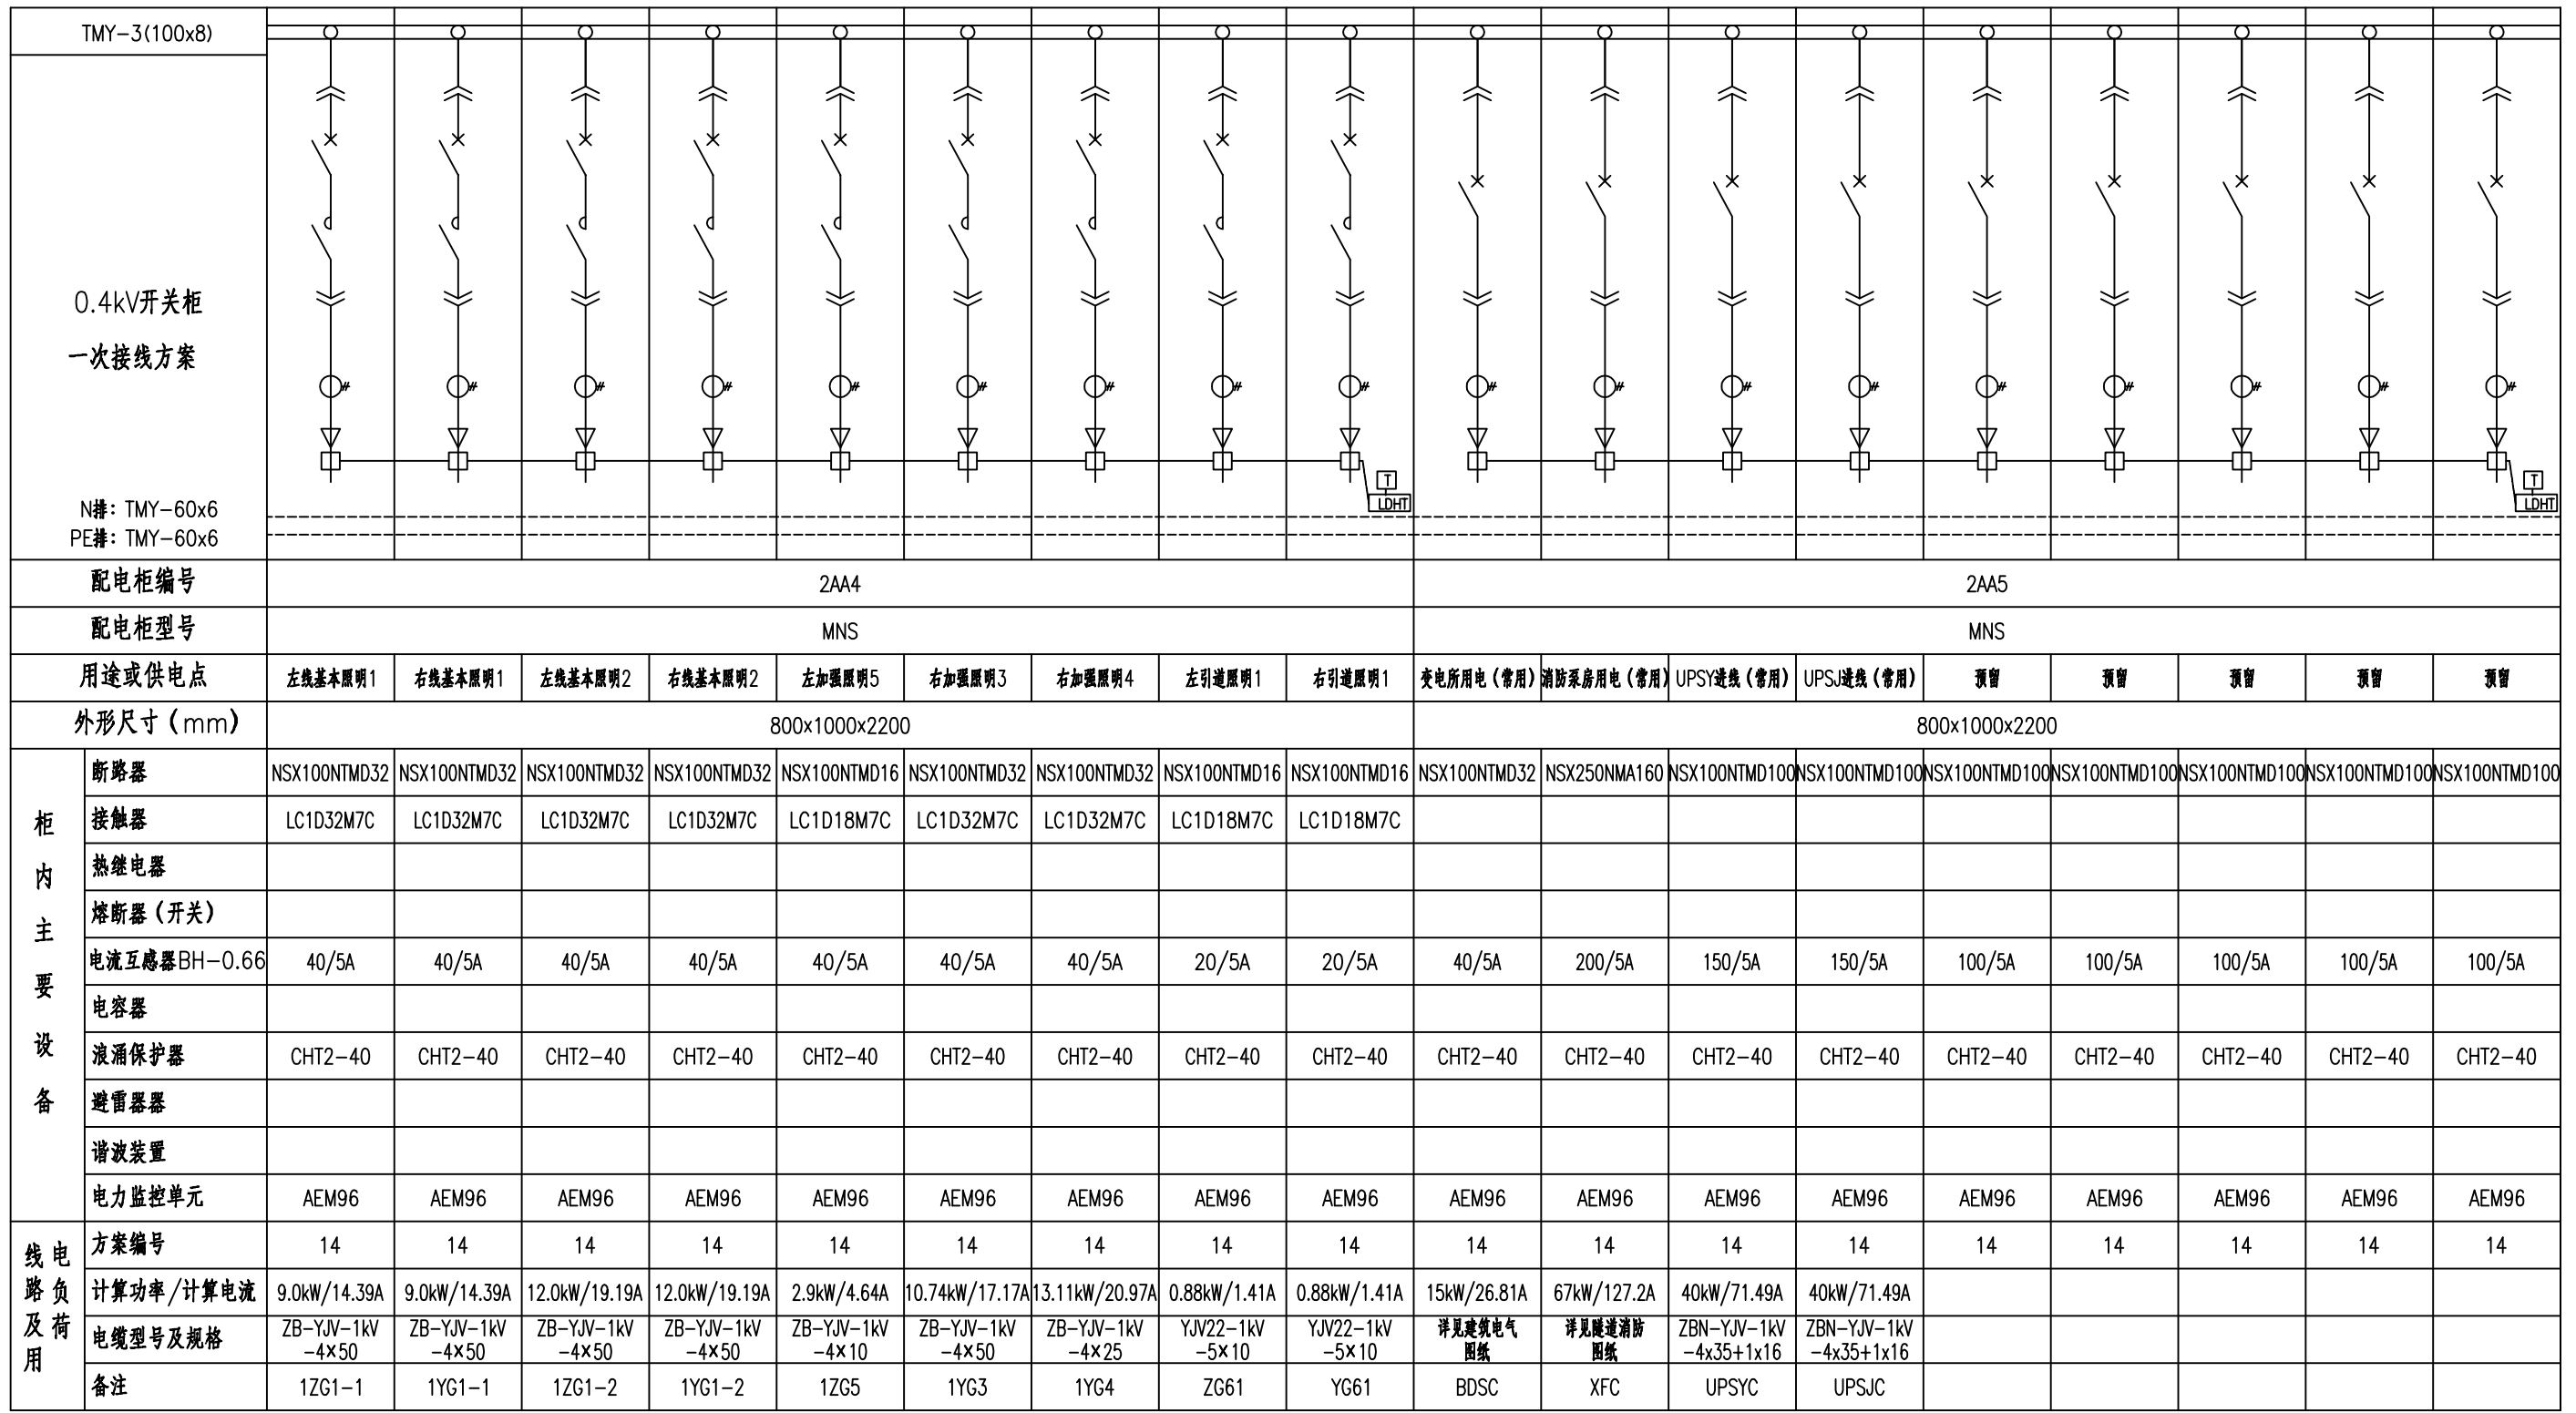 TMY-3(100x8)
0.4kV开关柜
一次接线方案
T
LDHT
T
LDHT
N排: TMY-60x6
PE排: TMY-60x6
配电柜编号 2AA4 2AA5
配电柜型号 MNS MNS
用途或供电点 左线基本照明1 右线基本照明1 左线基本照明2 右线基本照明2 左加强照明5 右加强照明3 右加强照明4 左引道照明1 右引道照明1 变电所用电(常用) 消防泵房用电(常用) UPSY进线(常用) UPSJ进线(常用) 预留 预留 预留 预留 预留
外形尺寸(mm) 800x1000x2200 800x1000x2200
柜内主要设备
断路器 NSX100NTMD32 NSX100NTMD32 NSX100NTMD32 NSX100NTMD32 NSX100NTMD16 NSX100NTMD32 NSX100NTMD32 NSX100NTMD16 NSX100NTMD16 NSX100NTMD32 NSX250NMA160 NSX100NTMD100 NSX100NTMD100 NSX100NTMD100 NSX100NTMD100 NSX100NTMD100 NSX100NTMD100 NSX100NTMD100
接触器 LC1D32M7C LC1D32M7C LC1D32M7C LC1D32M7C LC1D18M7C LC1D32M7C LC1D32M7C LC1D18M7C LC1D18M7C
热继电器
熔断器(开关)
电流互感器BH-0.66 40/5A 40/5A 40/5A 40/5A 40/5A 40/5A 40/5A 20/5A 20/5A 40/5A 200/5A 150/5A 150/5A 100/5A 100/5A 100/5A 100/5A 100/5A
电容器
浪涌保护器 CHT2-40 CHT2-40 CHT2-40 CHT2-40 CHT2-40 CHT2-40 CHT2-40 CHT2-40 CHT2-40 CHT2-40 CHT2-40 CHT2-40 CHT2-40 CHT2-40 CHT2-40 CHT2-40 CHT2-40 CHT2-40
避雷器器
谐波装置
电力监控单元 AEM96 AEM96 AEM96 AEM96 AEM96 AEM96 AEM96 AEM96 AEM96 AEM96 AEM96 AEM96 AEM96 AEM96 AEM96 AEM96 AEM96 AEM96
线路及用电负荷
方案编号 14 14 14 14 14 14 14 14 14 14 14 14 14 14 14 14 14 14
计算功率/计算电流 9.0kW/14.39A 9.0kW/14.39A 12.0kW/19.19A 12.0kW/19.19A 2.9kW/4.64A 10.74kW/17.17A 13.11kW/20.97A 0.88kW/1.41A 0.88kW/1.41A 15kW/26.81A 67kW/127.2A 40kW/71.49A 40kW/71.49A
电缆型号及规格 ZB-YJV-1kV ZB-YJV-1kV ZB-YJV-1kV ZB-YJV-1kV ZB-YJV-1kV ZB-YJV-1kV ZB-YJV-1kV YJV22-1kV YJV22-1kV 详见建筑电气 详见隧道消防 ZBN-YJV-1kV ZBN-YJV-1kV
-4×50 -4×50 -4×50 -4×50 -4×10 -4×50 -4×25 -5×10 -5×10 图纸 图纸 -4x35+1x16 -4x35+1x16
备注 1ZG1-1 1YG1-1 1ZG1-2 1YG1-2 1ZG5 1YG3 1YG4 ZG61 YG61 BDSC XFC UPSYC UPSJC